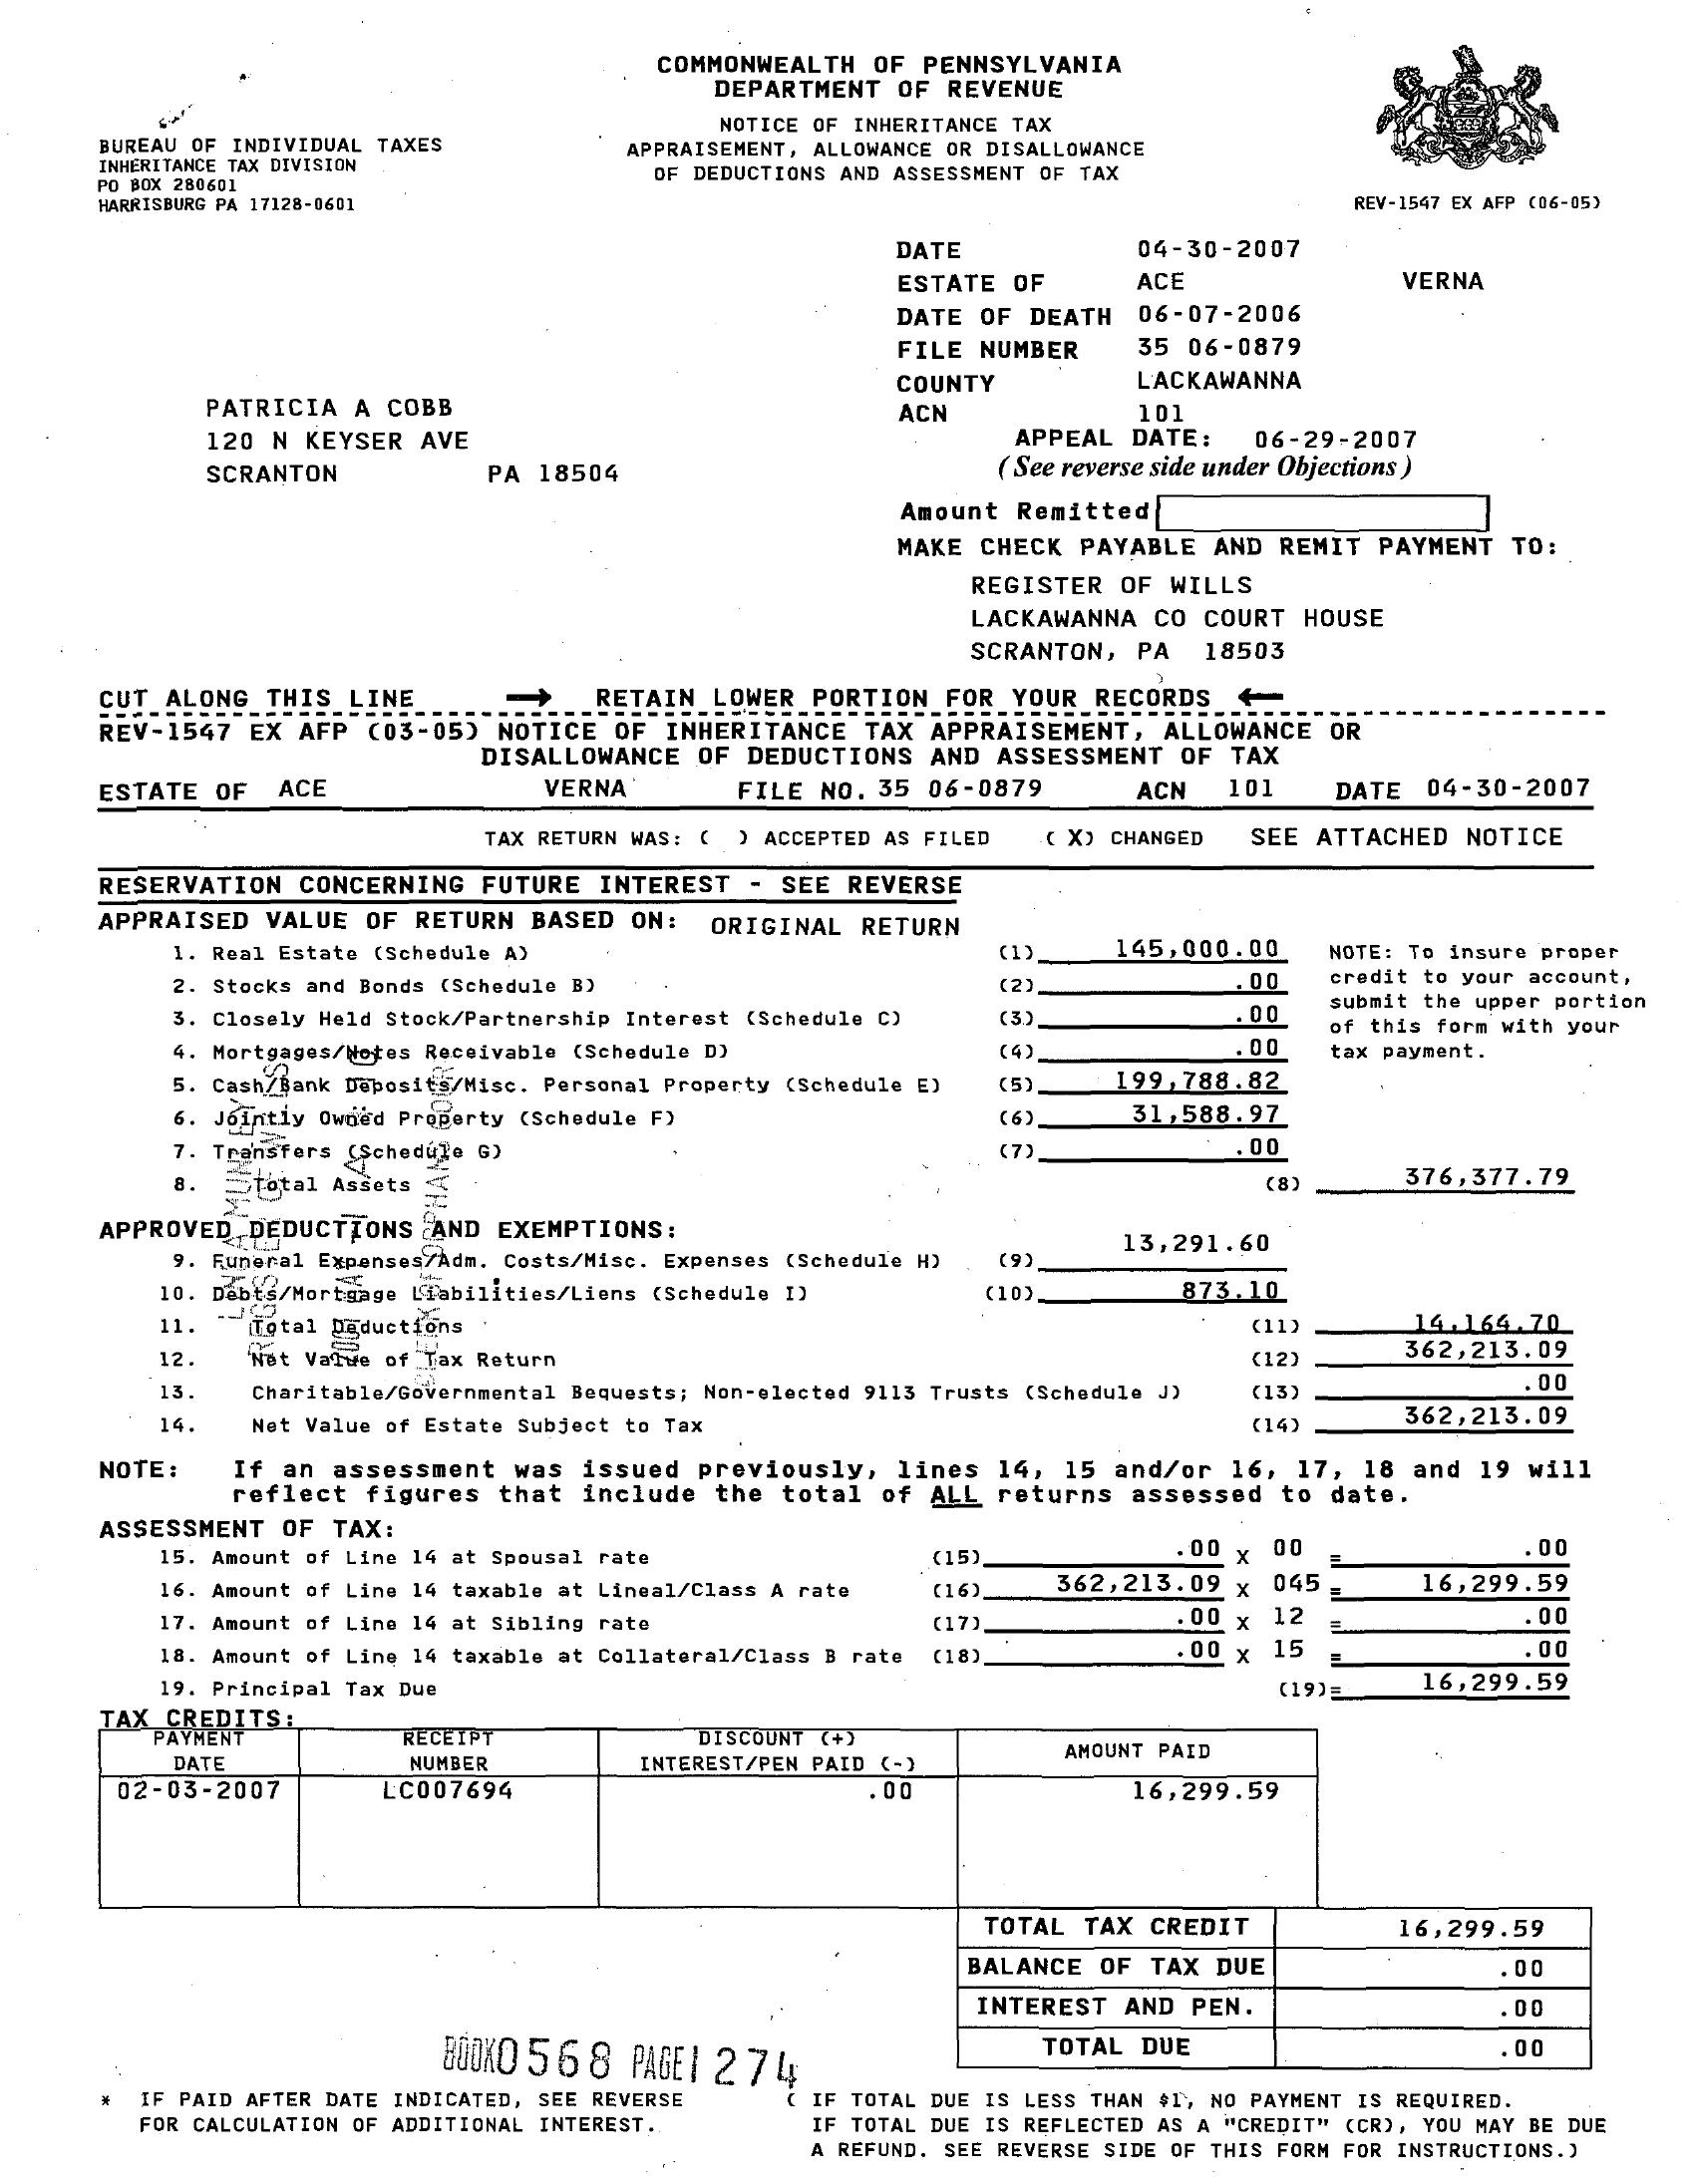 COMMONWEALTH OF PENNSYLVANIA
DEPARTMENT OF REVENUE
NOTICE OF INHERITANCE TAX
APPRAISEMENT, ALLOWANCE OR DISALLOWANCE
OF DEDUCTIONS AND ASSESSMENT OF TAX
BUREAU OF INDIVIDUAL TAXES
INHERITANCE TAX DIVISION
PO BOX 280601
HARRISBURG PA 17128-0601
REV-1547 EX AFP (06-05)
DATE 04-30-2007
ESTATE OF ACE VERNA
DATE OF DEATH 06-07-2006
FILE NUMBER 35 06-0879
COUNTY LACKAWANNA
ACN 101
APPEAL DATE: 06-29-2007
(See reverse side under Objections)
PATRICIA A COBB
120 N KEYSER AVE
SCRANTON PA 18504
Amount Remitted
MAKE CHECK PAYABLE AND REMIT PAYMENT TO:
REGISTER OF WILLS
LACKAWANNA CO COURT HOUSE
SCRANTON, PA 18503
CUT ALONG THIS LINE → RETAIN LOWER PORTION FOR YOUR RECORDS ←
REV-1547 EX AFP (03-05) NOTICE OF INHERITANCE TAX APPRAISEMENT, ALLOWANCE OR
DISALLOWANCE OF DEDUCTIONS AND ASSESSMENT OF TAX
ESTATE OF ACE VERNA FILE NO. 35 06-0879 ACN 101 DATE 04-30-2007
TAX RETURN WAS: ( ) ACCEPTED AS FILED ( X) CHANGED SEE ATTACHED NOTICE
RESERVATION CONCERNING FUTURE INTEREST - SEE REVERSE
APPRAISED VALUE OF RETURN BASED ON: ORIGINAL RETURN
1. Real Estate (Schedule A) (1) 145,000.00
2. Stocks and Bonds (Schedule B) (2) .00
3. Closely Held Stock/Partnership Interest (Schedule C) (3) .00
4. Mortgages/Notes Receivable (Schedule D) (4) .00
5. Cash/Bank Deposits/Misc. Personal Property (Schedule E) (5) 199,788.82
6. Jointly Owned Property (Schedule F) (6) 31,588.97
7. Transfers (Schedule G) (7) .00
8. Total Assets (8) 376,377.79
NOTE: To insure proper
credit to your account,
submit the upper portion
of this form with your
tax payment.
APPROVED DEDUCTIONS AND EXEMPTIONS:
9. Funeral Expenses/Adm. Costs/Misc. Expenses (Schedule H) (9) 13,291.60
10. Debts/Mortgage Liabilities/Liens (Schedule I) (10) 873.10
11. Total Deductions (11) 14,164.70
12. Net Value of Tax Return (12) 362,213.09
13. Charitable/Governmental Bequests; Non-elected 9113 Trusts (Schedule J) (13) .00
14. Net Value of Estate Subject to Tax (14) 362,213.09
NOTE: If an assessment was issued previously, lines 14, 15 and/or 16, 17, 18 and 19 will
reflect figures that include the total of ALL returns assessed to date.
ASSESSMENT OF TAX:
15. Amount of Line 14 at Spousal rate (15) .00 X 00 = .00
16. Amount of Line 14 taxable at Lineal/Class A rate (16) 362,213.09 X 045 = 16,299.59
17. Amount of Line 14 at Sibling rate (17) .00 X 12 = .00
18. Amount of Line 14 taxable at Collateral/Class B rate (18) .00 X 15 = .00
19. Principal Tax Due (19)= 16,299.59
TAX CREDITS:
PAYMENT DATE RECEIPT NUMBER DISCOUNT (+) INTEREST/PEN PAID (-) AMOUNT PAID
02-03-2007 LC007694 .00 16,299.59
TOTAL TAX CREDIT 16,299.59
BALANCE OF TAX DUE .00
INTEREST AND PEN. .00
TOTAL DUE .00
BOOK0568 PAGE1274
* IF PAID AFTER DATE INDICATED, SEE REVERSE
FOR CALCULATION OF ADDITIONAL INTEREST.
( IF TOTAL DUE IS LESS THAN $1, NO PAYMENT IS REQUIRED.
IF TOTAL DUE IS REFLECTED AS A "CREDIT" (CR), YOU MAY BE DUE
A REFUND. SEE REVERSE SIDE OF THIS FORM FOR INSTRUCTIONS.)